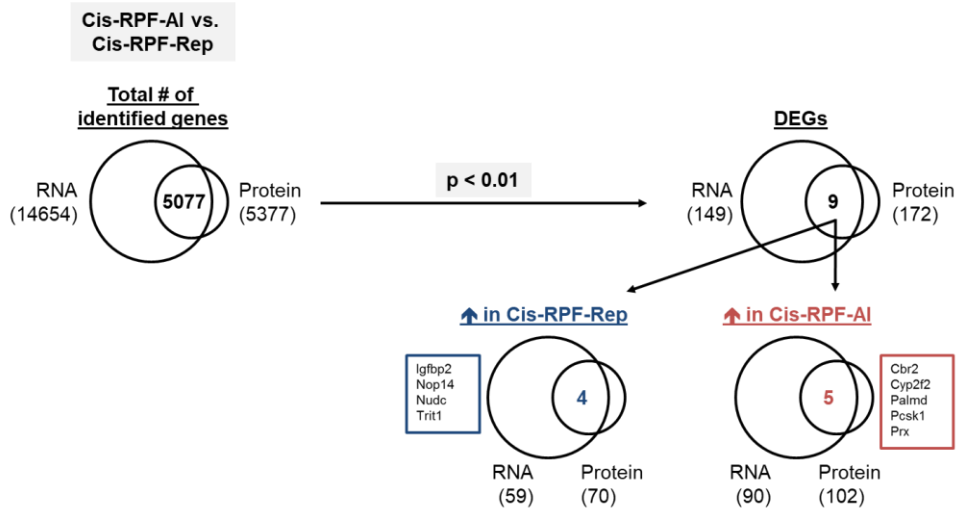 Cis-RPF-AI vs.
Cis-RPF-Rep
Total # of
identified genes
RNA
(14654)
5077
Protein
(5377)
p < 0.01
DEGs
RNA
(149)
9
Protein
(172)
↑ in Cis-RPF-Rep
Igfbp2
Nop14
Nudc
Trit1
4
RNA
(59)
Protein
(70)
↑ in Cis-RPF-AI
5
Cbr2
Cyp2f2
Palmd
Pcsk1
Prx
RNA
(90)
Protein
(102)